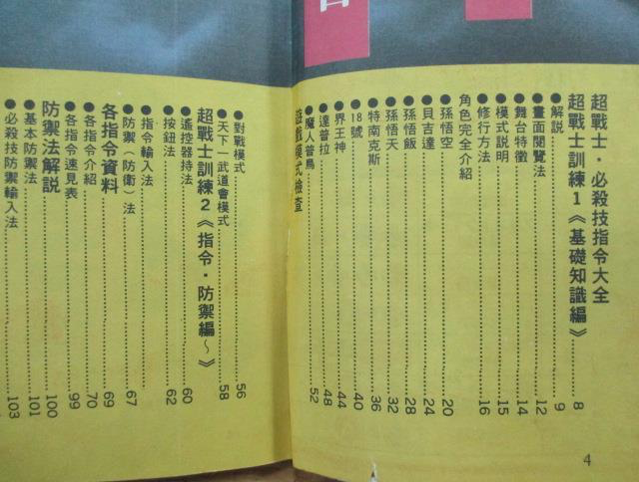 超戰士・必殺技指令大全
超戰士訓練1《基礎知識編》……8
●解說……9
●畫面閱覽法……12
●舞台特徵……14
●模式說明……15
●修行方法……16
角色完全介紹
●孫悟空……20
●貝吉達……24
●孫悟飯……28
●孫悟天……32
●特南克斯……36
●18號……40
●界王神……44
●達普拉……48
●魔人普烏……52
遊戲模式檢查
●對戰模式……56
●天下一武道會模式……58
超戰士訓練2《指令・防禦編～》
●遙控器持法……60
●按鈕法……62
●指令輸入法……
●防禦（防衛）法……67
各指令資料……69
●各指令介紹……70
●各指令速見表……99
防禦法解說……100
●基本防禦法……101
●必殺技防禦輸入法……103
4